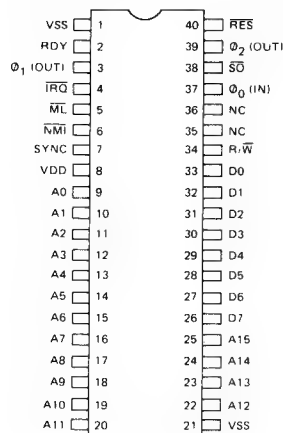 VSS 1 40 RES
RDY 2 39 Ø2 (OUT)
Ø1 (OUT) 3 38 SO
IRQ 4 37 Ø0 (IN)
ML 5 36 NC
NMI 6 35 NC
SYNC 7 34 R/W
VDD 8 33 D0
A0 9 32 D1
A1 10 31 D2
A2 11 30 D3
A3 12 29 D4
A4 13 28 D5
A5 14 27 D6
A6 15 26 D7
A7 16 25 A15
A8 17 24 A14
A9 18 23 A13
A10 19 22 A12
A11 20 21 VSS